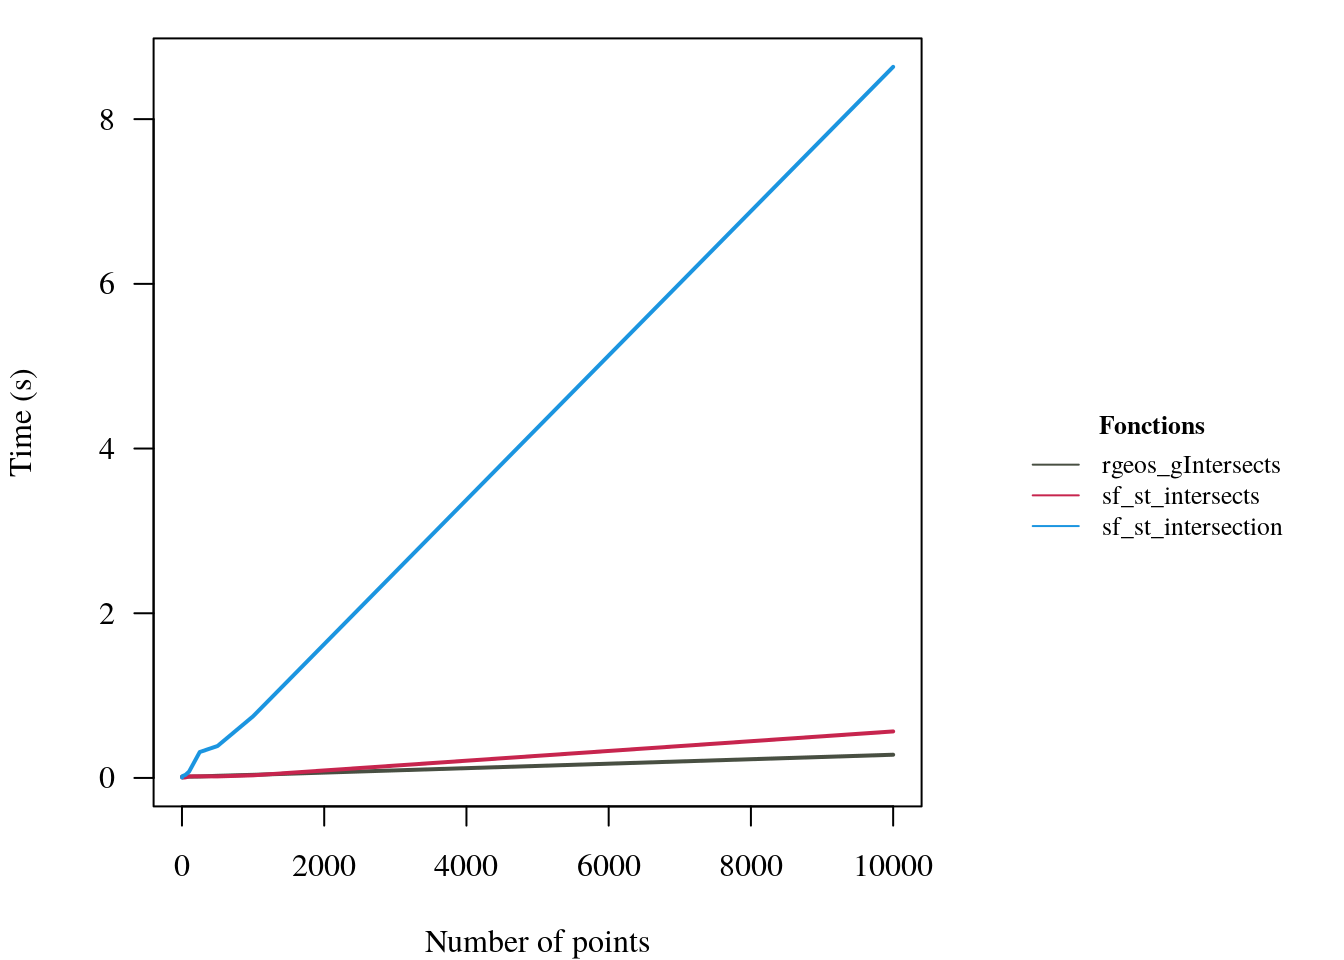 8
6
4
2
0
Time (s)
0 2000 4000 6000 8000 10000
Number of points
Fonctions
rgeos_gIntersects
sf_st_intersects
sf_st_intersection